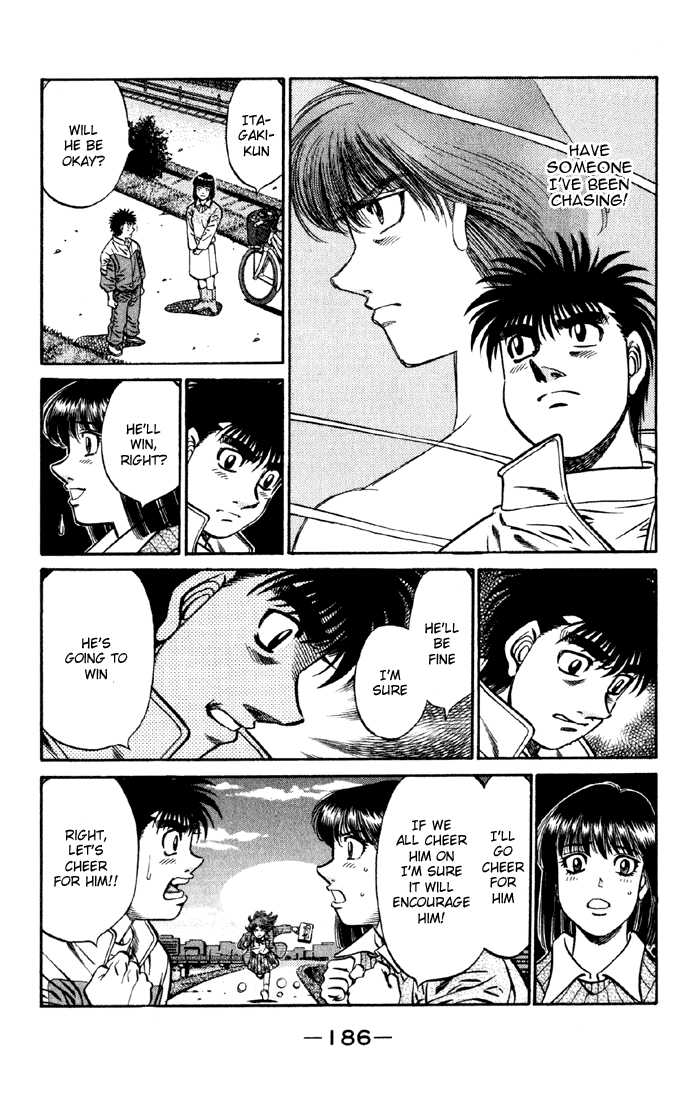 HAVE
SOMEONE
I'VE BEEN
CHASING!
ITA-
GAKI-
KUN
WILL
HE BE
OKAY?
HE'LL
WIN,
RIGHT?
HE'LL
BE
FINE
I'M
SURE
HE'S
GOING TO
WIN
I'LL
GO
CHEER
FOR
HIM
IF WE
ALL CHEER
HIM ON
I'M SURE
IT WILL
ENCOURAGE
HIM!
RIGHT,
LET'S
CHEER
FOR HIM!!
—186—